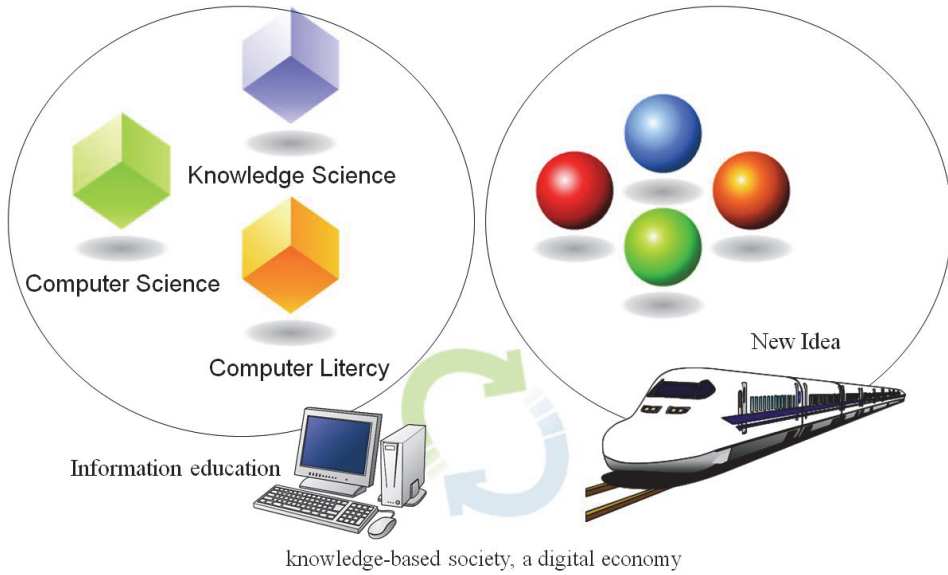 Knowledge Science
Computer Science
Computer Litercy
New Idea
Information education
knowledge-based society, a digital economy